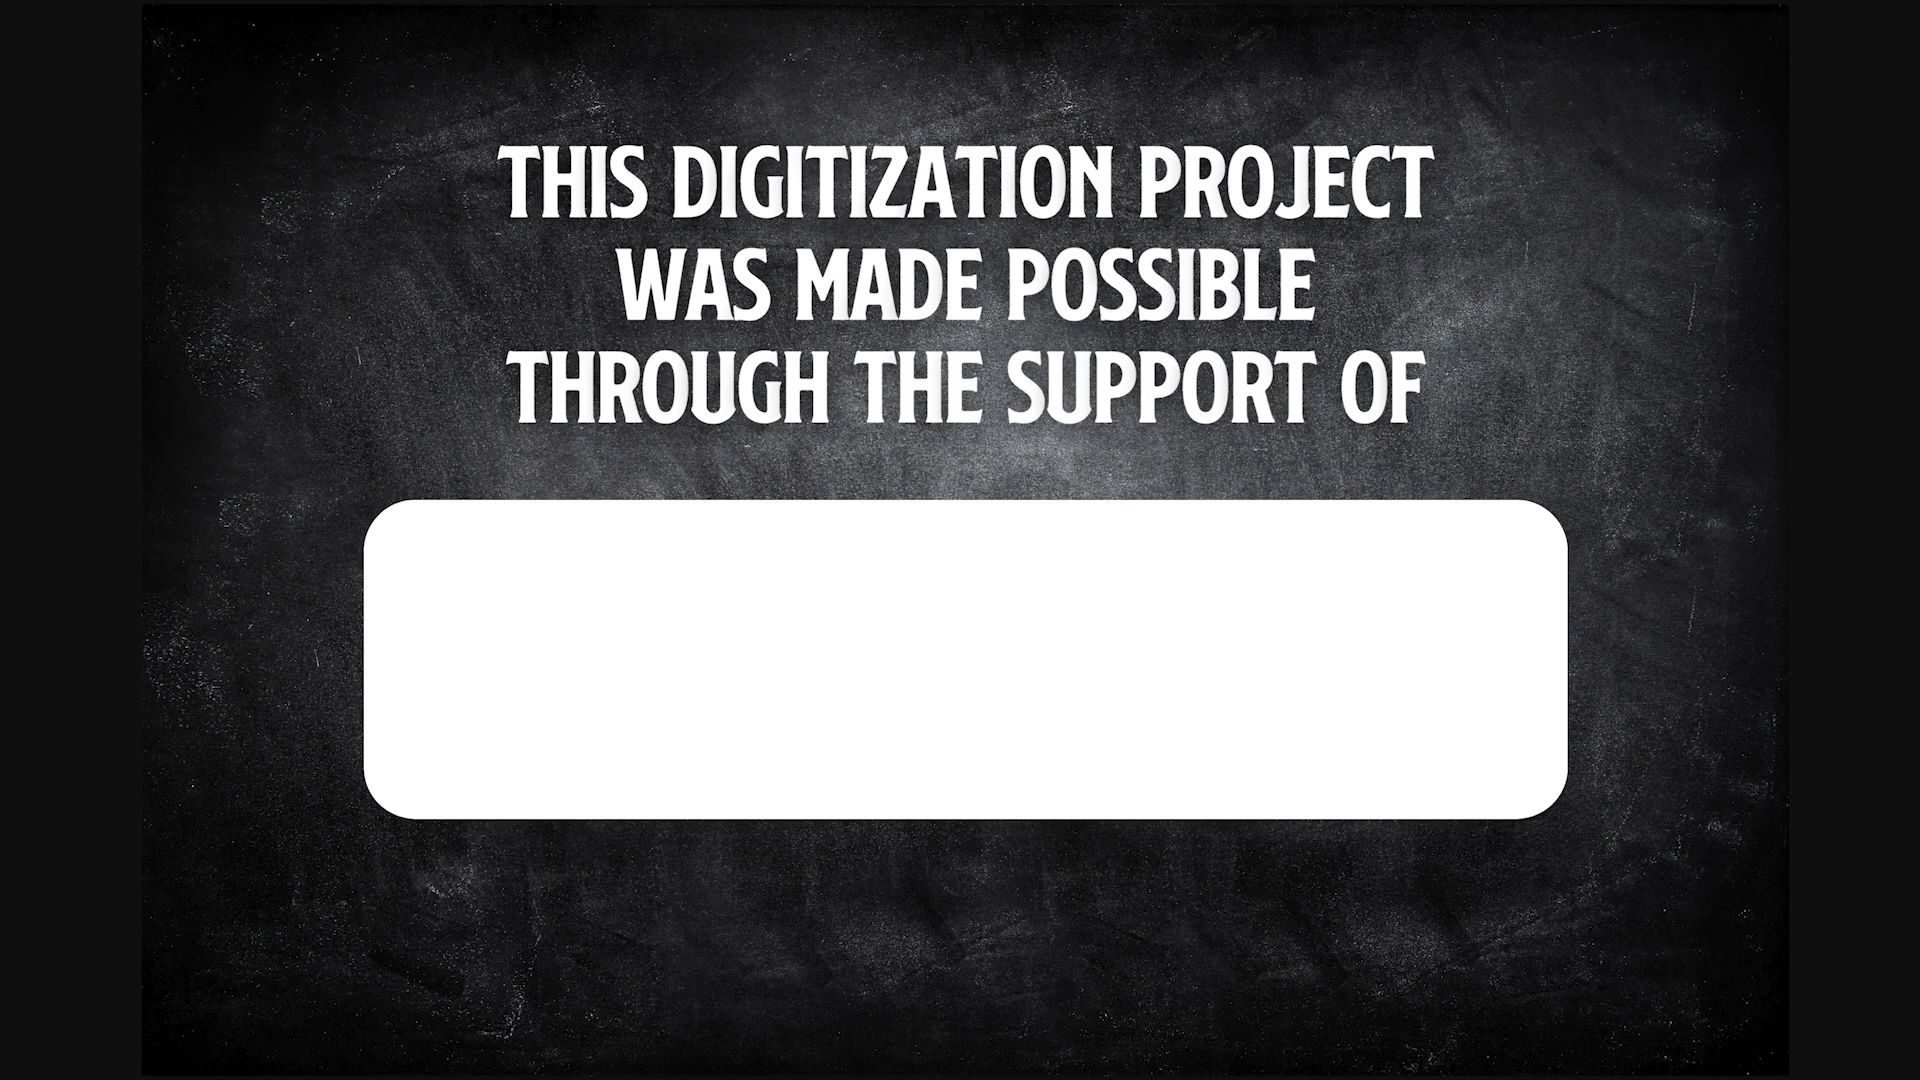 THIS DIGITIZATION PROJECT
WAS MADE POSSIBLE
THROUGH THE SUPPORT OF